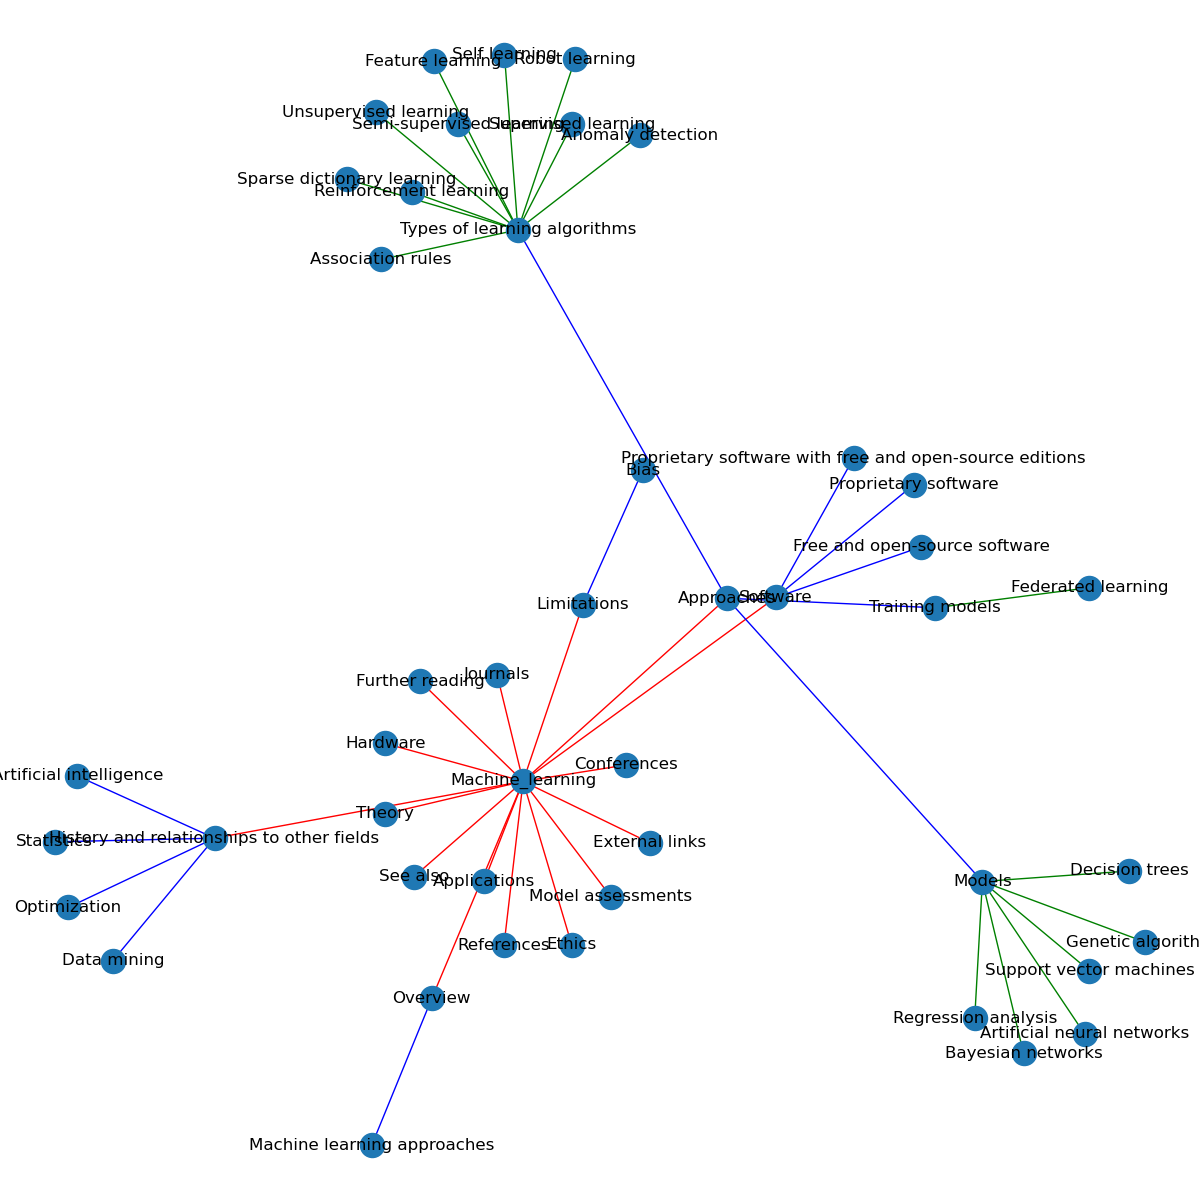 Self learning
Feature learning
Robot learning
Unsupervised learning
Semi-supervised learning
Supervised learning
Anomaly detection
Sparse dictionary learning
Reinforcement learning
Types of learning algorithms
Association rules
Proprietary software with free and open-source editions
Bias
Proprietary software
Free and open-source software
Federated learning
Approaches
Software
Limitations
Training models
Journals
Further reading
Hardware
Conferences
Artificial intelligence
Machine_learning
Theory
History and relationships to other fields
Statistics
External links
Decision trees
See also
Applications
Models
Model assessments
Optimization
References
Ethics
Genetic algorith
Data mining
Support vector machines
Overview
Regression analysis
Artificial neural networks
Bayesian networks
Machine learning approaches